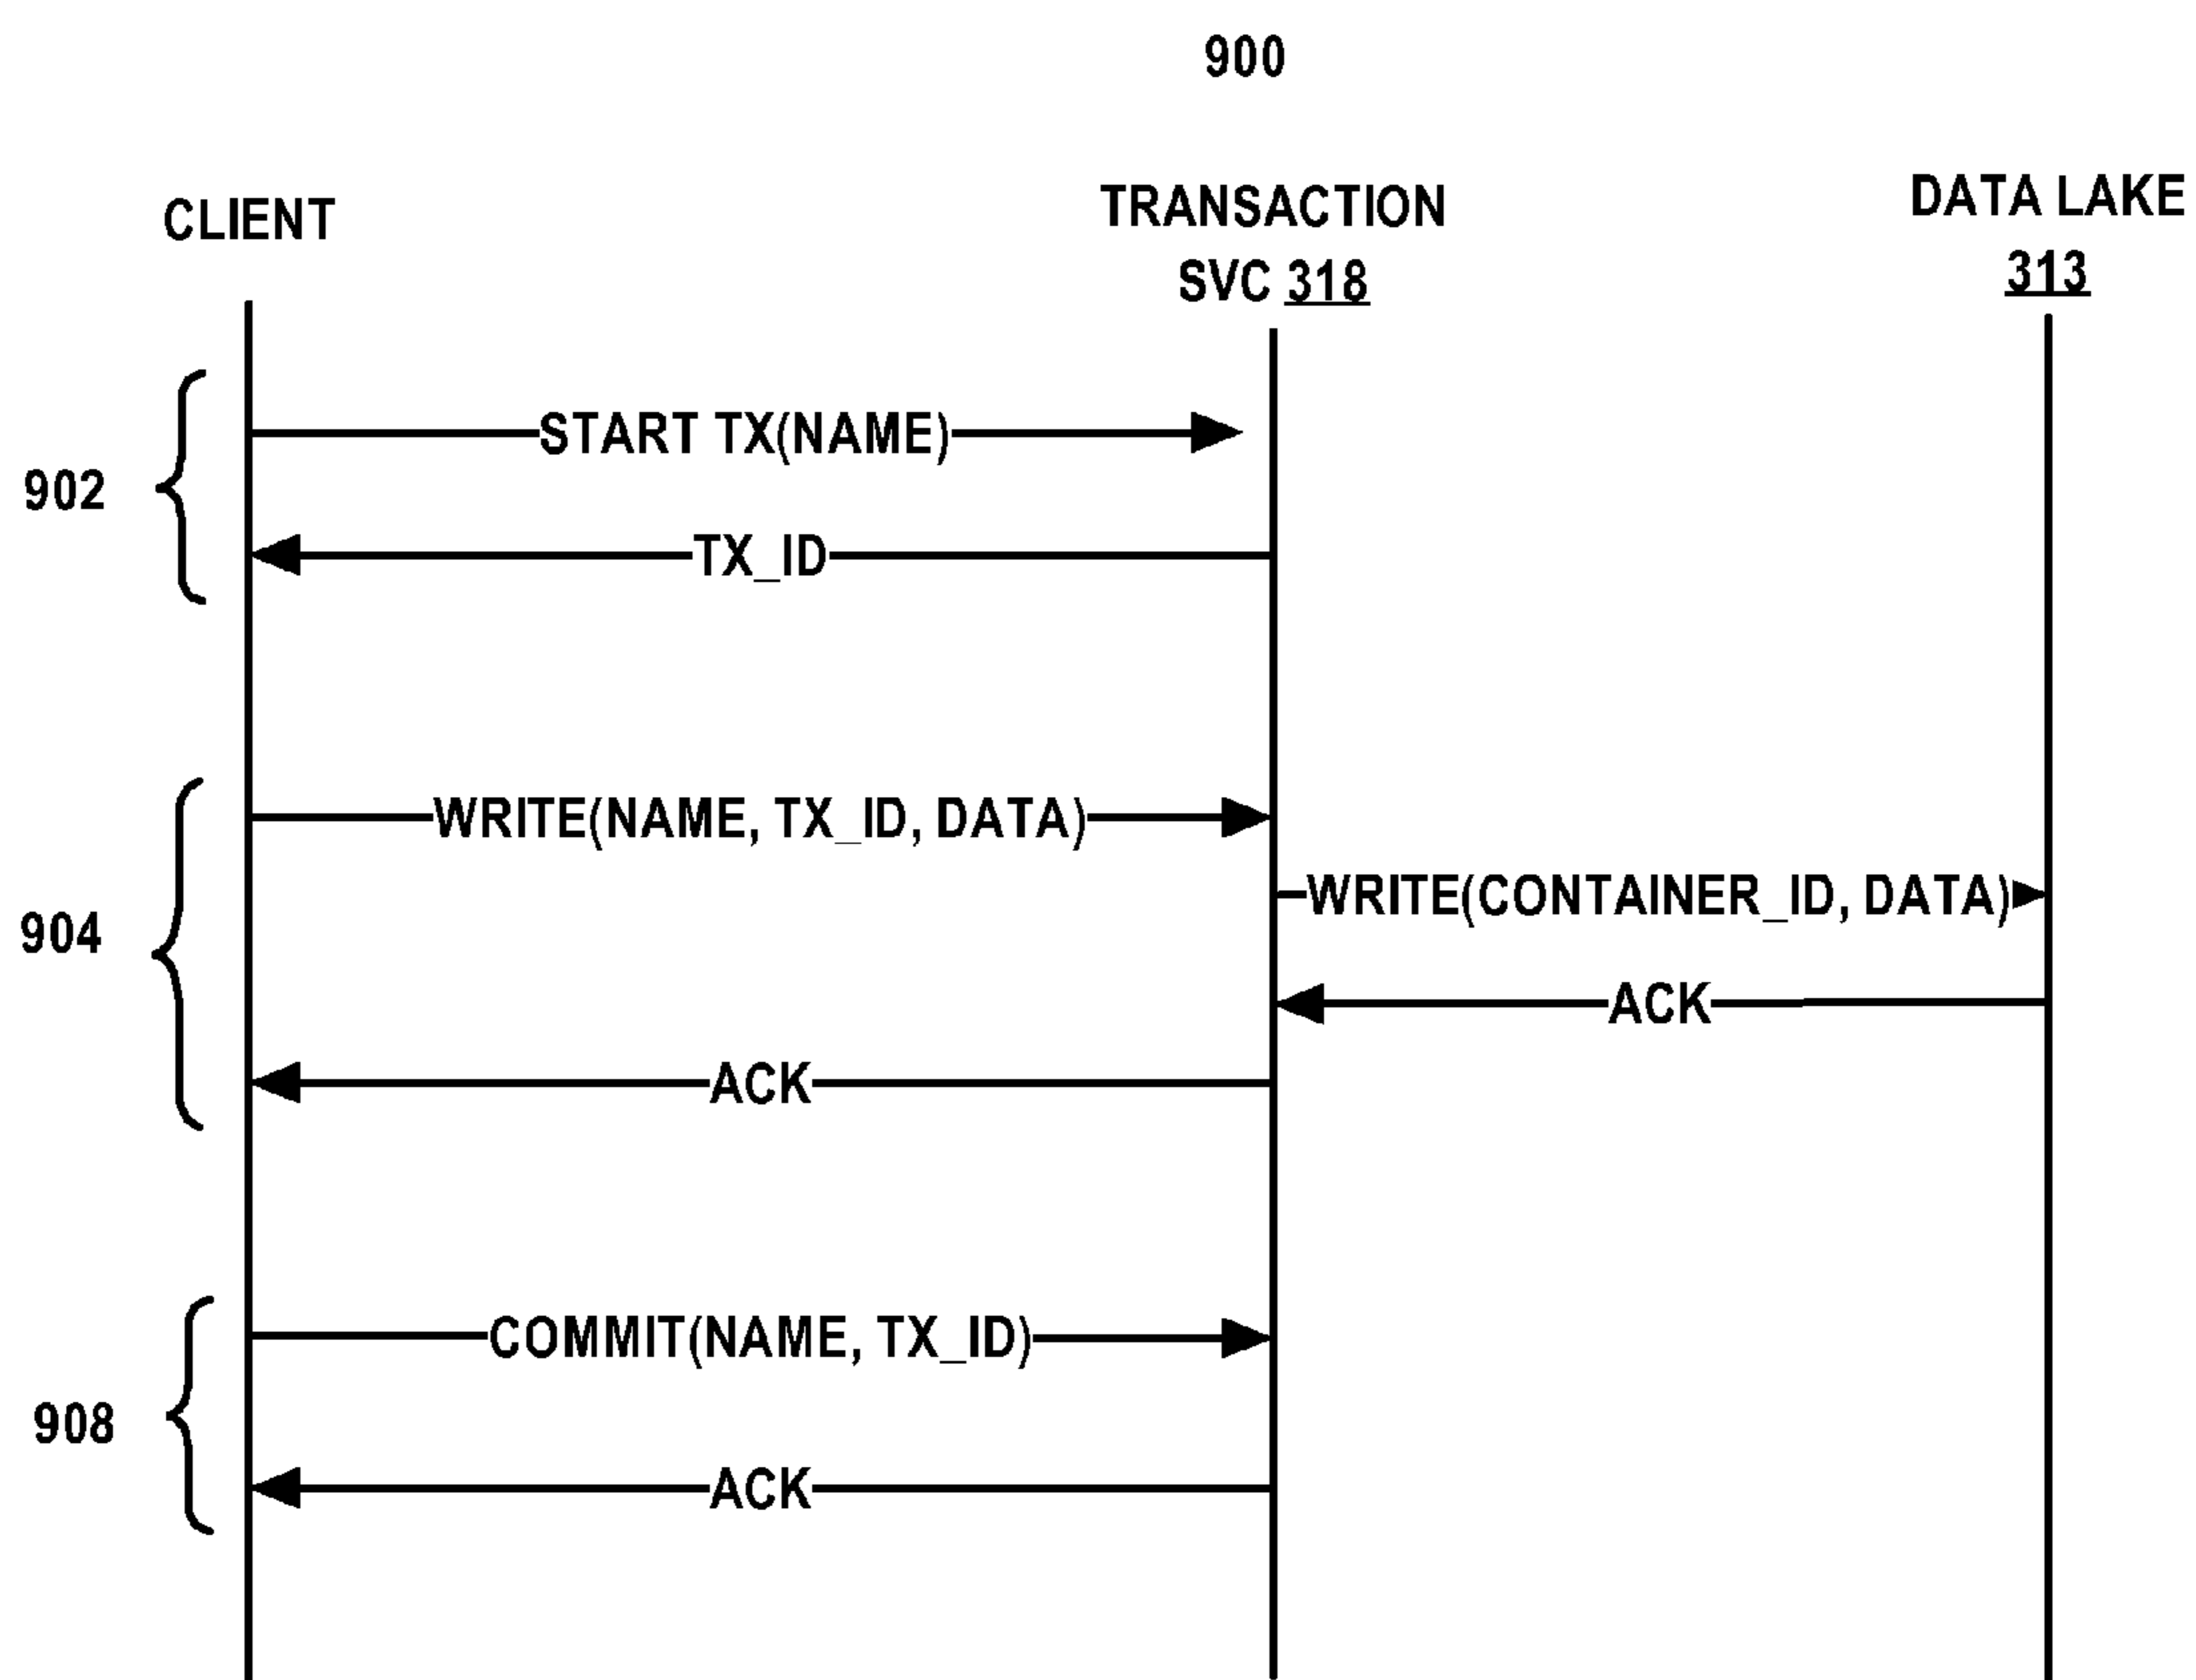 900
CLIENT
TRANSACTION
SVC 318
DATA LAKE
313
START TX(NAME)
902
TX_ID
WRITE(NAME, TX_ID, DATA)
WRITE(CONTAINER_ID, DATA)
904
ACK
ACK
COMMIT(NAME, TX_ID)
908
ACK